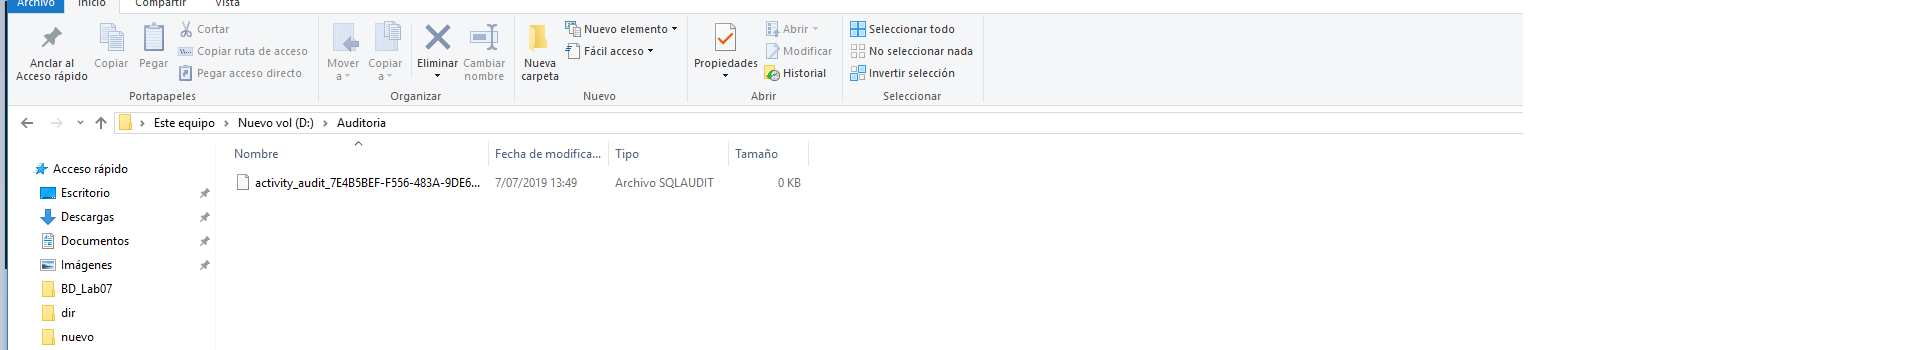 Archivo Inicio Compartir Vista
Anclar al
Acceso rápido
Copiar
Pegar
Cortar
Copiar ruta de acceso
Pegar acceso directo
Portapapeles
Mover
a
Copiar
a
Eliminar
Cambiar
nombre
Organizar
Nueva
carpeta
Nuevo elemento
Fácil acceso
Nuevo
Propiedades
Abrir
Modificar
Historial
Abrir
Seleccionar todo
No seleccionar nada
Invertir selección
Seleccionar
Este equipo > Nuevo vol (D:) > Auditoria
Acceso rápido
Escritorio
Descargas
Documentos
Imágenes
BD_Lab07
dir
nuevo
Nombre Fecha de modifica... Tipo Tamaño
activity_audit_7E4B5BEF-F556-483A-9DE6... 7/07/2019 13:49 Archivo SQLAUDIT 0 KB